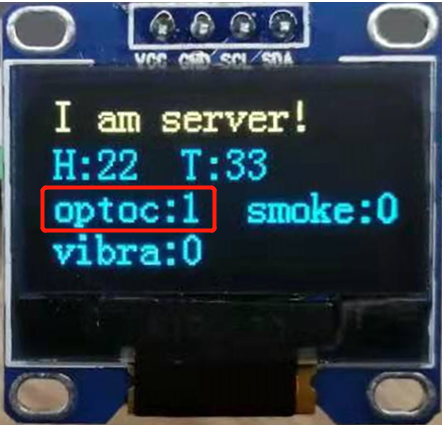 VCC GND SCL SDA
I am server!
H:22 T:33
optoc:1 smoke:0
vibra:0